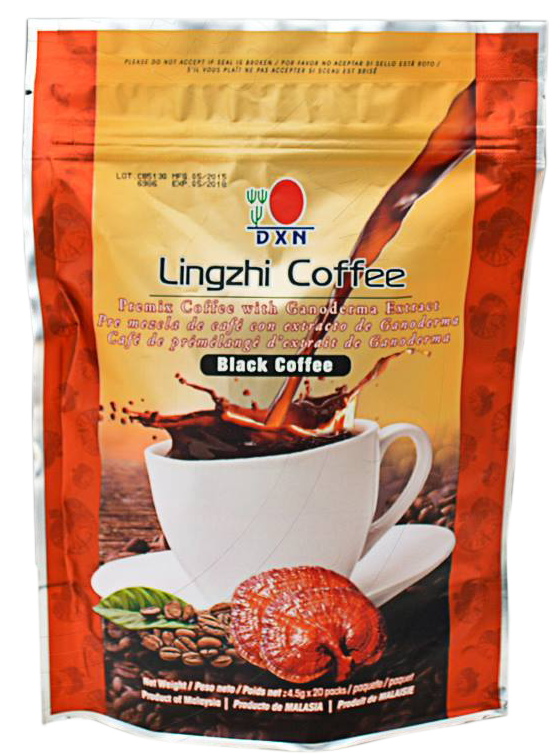 PLEASE DO NOT ACCEPT IF SEAL IS BROKEN / POR FAVOR NO ACEPTAR SI SELLO ESTÉ ROTO /
S'IL VOUS PLAÎT NE PAS ACCEPTER SI SCEAU EST BRISÉ
LOT.CB5130 MFG.05/2015
6986 EXP.05/2018
DXN
Lingzhi Coffee
Premix Coffee with Ganoderma Extract
Pre mezcla de café con extracto de Ganoderma
Café de prémélangé d'extrait de Ganoderma
Black Coffee
Net Weight / Peso neto / Poids net : 4.5g x 20 packs / paquete / paquet
Product of Malaysia | Producto de MALASIA | Produit de MALAISIE